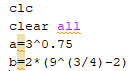 clc
clear all
a=3^0.75
b=2*(9^(3/4)-2)